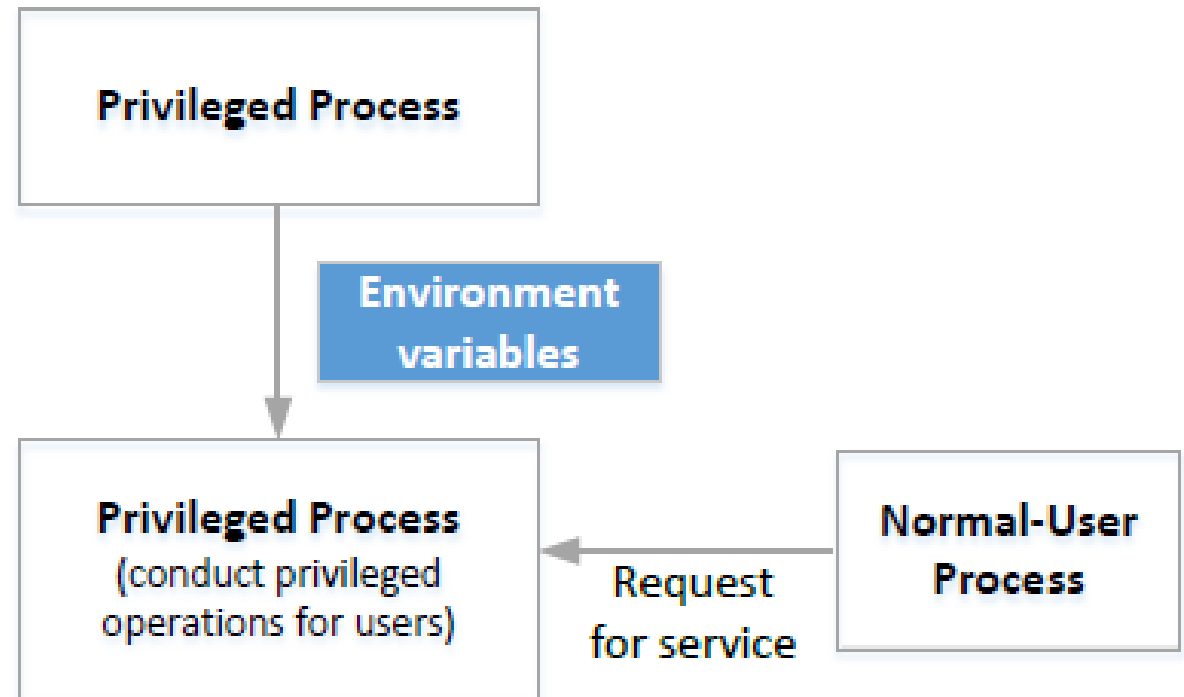 Privileged Process
Environment
variables
Privileged Process
(conduct privileged
operations for users)
Request
for service
Normal-User
Process